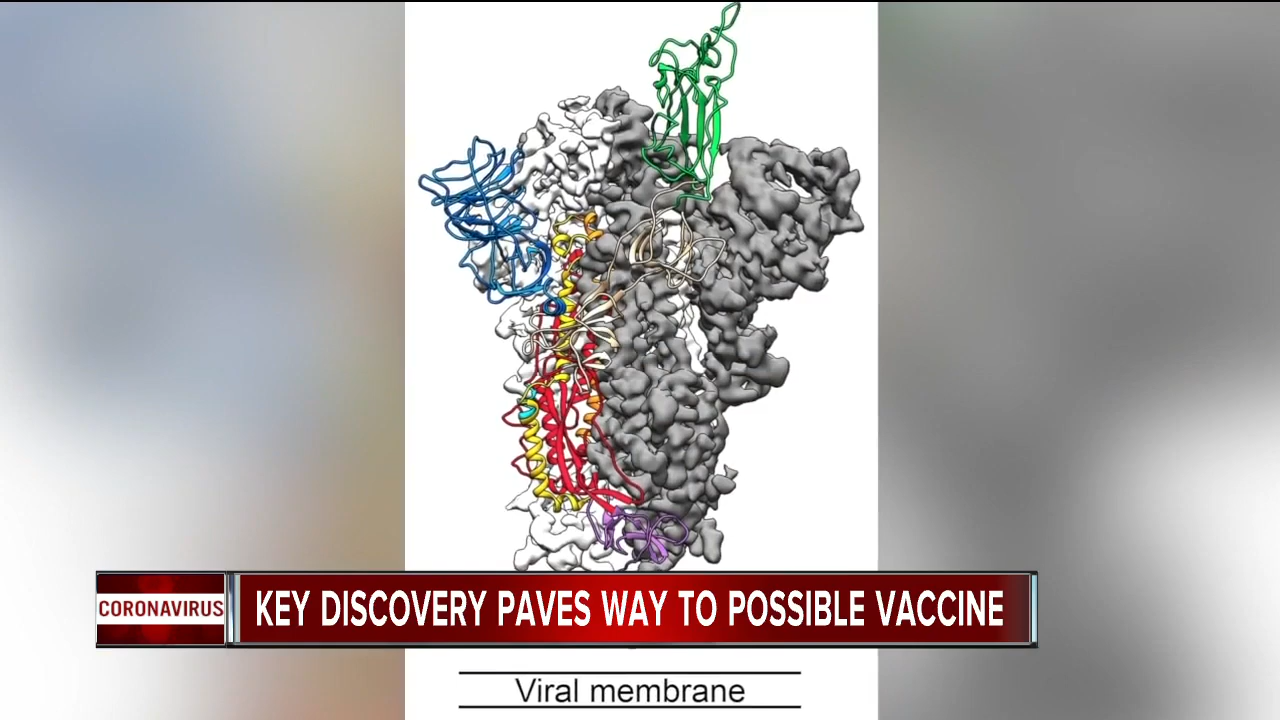 CORONAVIRUS
KEY DISCOVERY PAVES WAY TO POSSIBLE VACCINE
Viral membrane